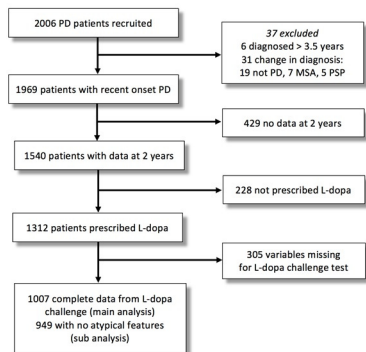 2006 PD patients recruited
37 excluded
6 diagnosed > 3.5 years
31 change in diagnosis:
19 not PD, 7 MSA, 5 PSP
1969 patients with recent onset PD
429 no data at 2 years
1540 patients with data at 2 years
228 not prescribed L-dopa
1312 patients prescribed L-dopa
305 variables missing
for L-dopa challenge test
1007 complete data from L-dopa
challenge (main analysis)
949 with no atypical features
(sub analysis)